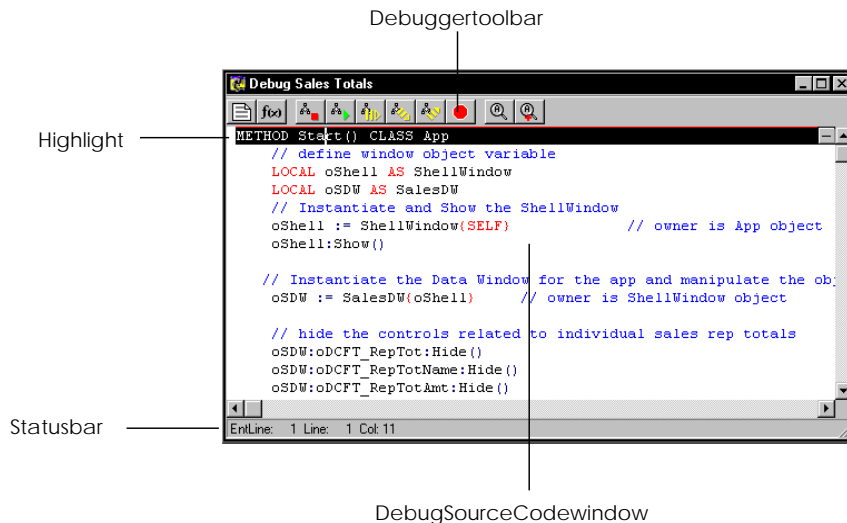 Debuggertoolbar
Debug Sales Totals
f(x)
Highlight
METHOD Start() CLASS App
// define window object variable
LOCAL oShell AS ShellWindow
LOCAL oSDW AS SalesDW
// Instantiate and Show the ShellWindow
oShell := ShellWindow{SELF} // owner is App object
oShell:Show()
// Instantiate the Data Window for the app and manipulate the obj
oSDW := SalesDW{oShell} // owner is ShellWindow object
// hide the controls related to individual sales rep totals
oSDW:oDCFT_RepTot:Hide()
oSDW:oDCFT_RepTotName:Hide()
oSDW:oDCFT_RepTotAmt:Hide()
Statusbar
EntLine: 1 Line: 1 Col: 11
DebugSourceCodewindow